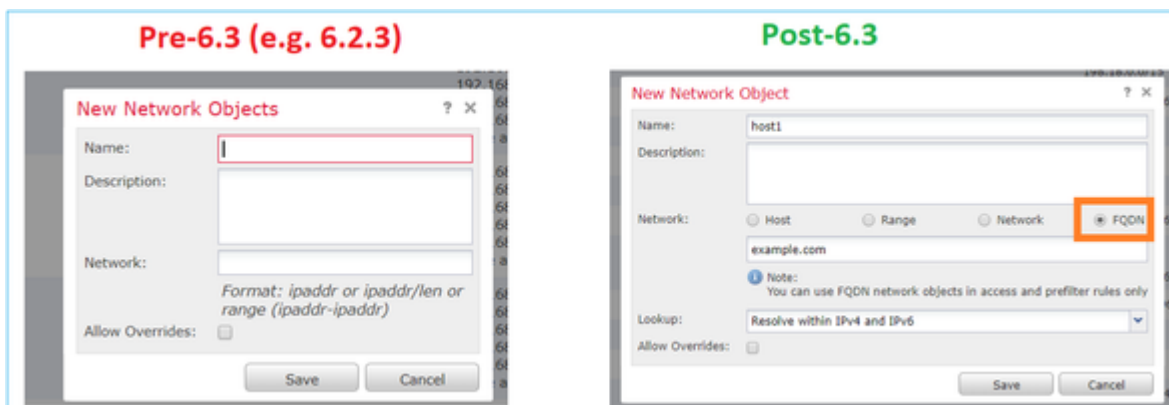 Pre-6.3 (e.g. 6.2.3)
New Network Objects
? ×
Name:
Description:
Network:
Format: ipaddr or ipaddr/len or
range (ipaddr-ipaddr)
Allow Overrides:
Save Cancel
Post-6.3
New Network Object
? ×
Name: host1
Description:
Network: Host Range Network FQDN
example.com
Note:
You can use FQDN network objects in access and prefilter rules only
Lookup: Resolve within IPv4 and IPv6
Allow Overrides:
Save Cancel